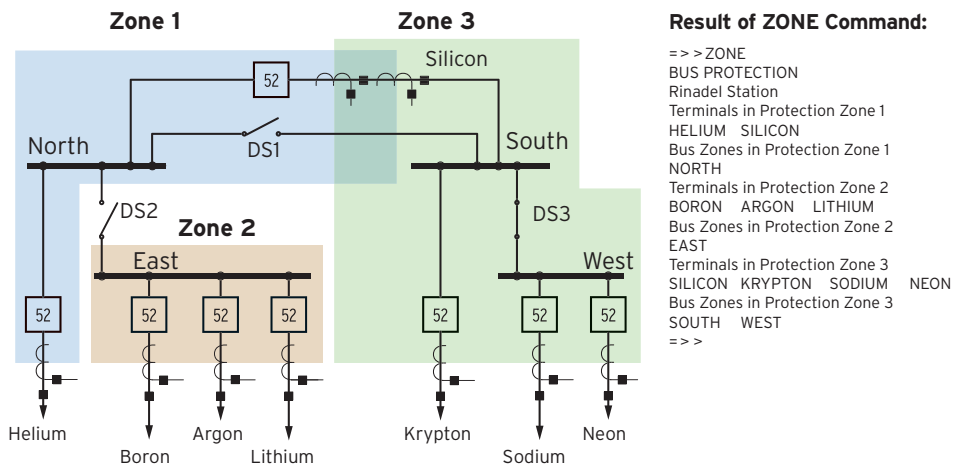 Zone 1
Zone 3
Result of ZONE Command:
Silicon
52
North
DS1
South
DS2
Zone 2
DS3
East
West
52
52
52
52
52
52
52
Helium
Boron
Argon
Lithium
Krypton
Sodium
Neon
=>>ZONE
BUS PROTECTION
Rinadel Station
Terminals in Protection Zone 1
HELIUM SILICON
Bus Zones in Protection Zone 1
NORTH
Terminals in Protection Zone 2
BORON ARGON LITHIUM
Bus Zones in Protection Zone 2
EAST
Terminals in Protection Zone 3
SILICON KRYPTON SODIUM NEON
Bus Zones in Protection Zone 3
SOUTH WEST
=>>